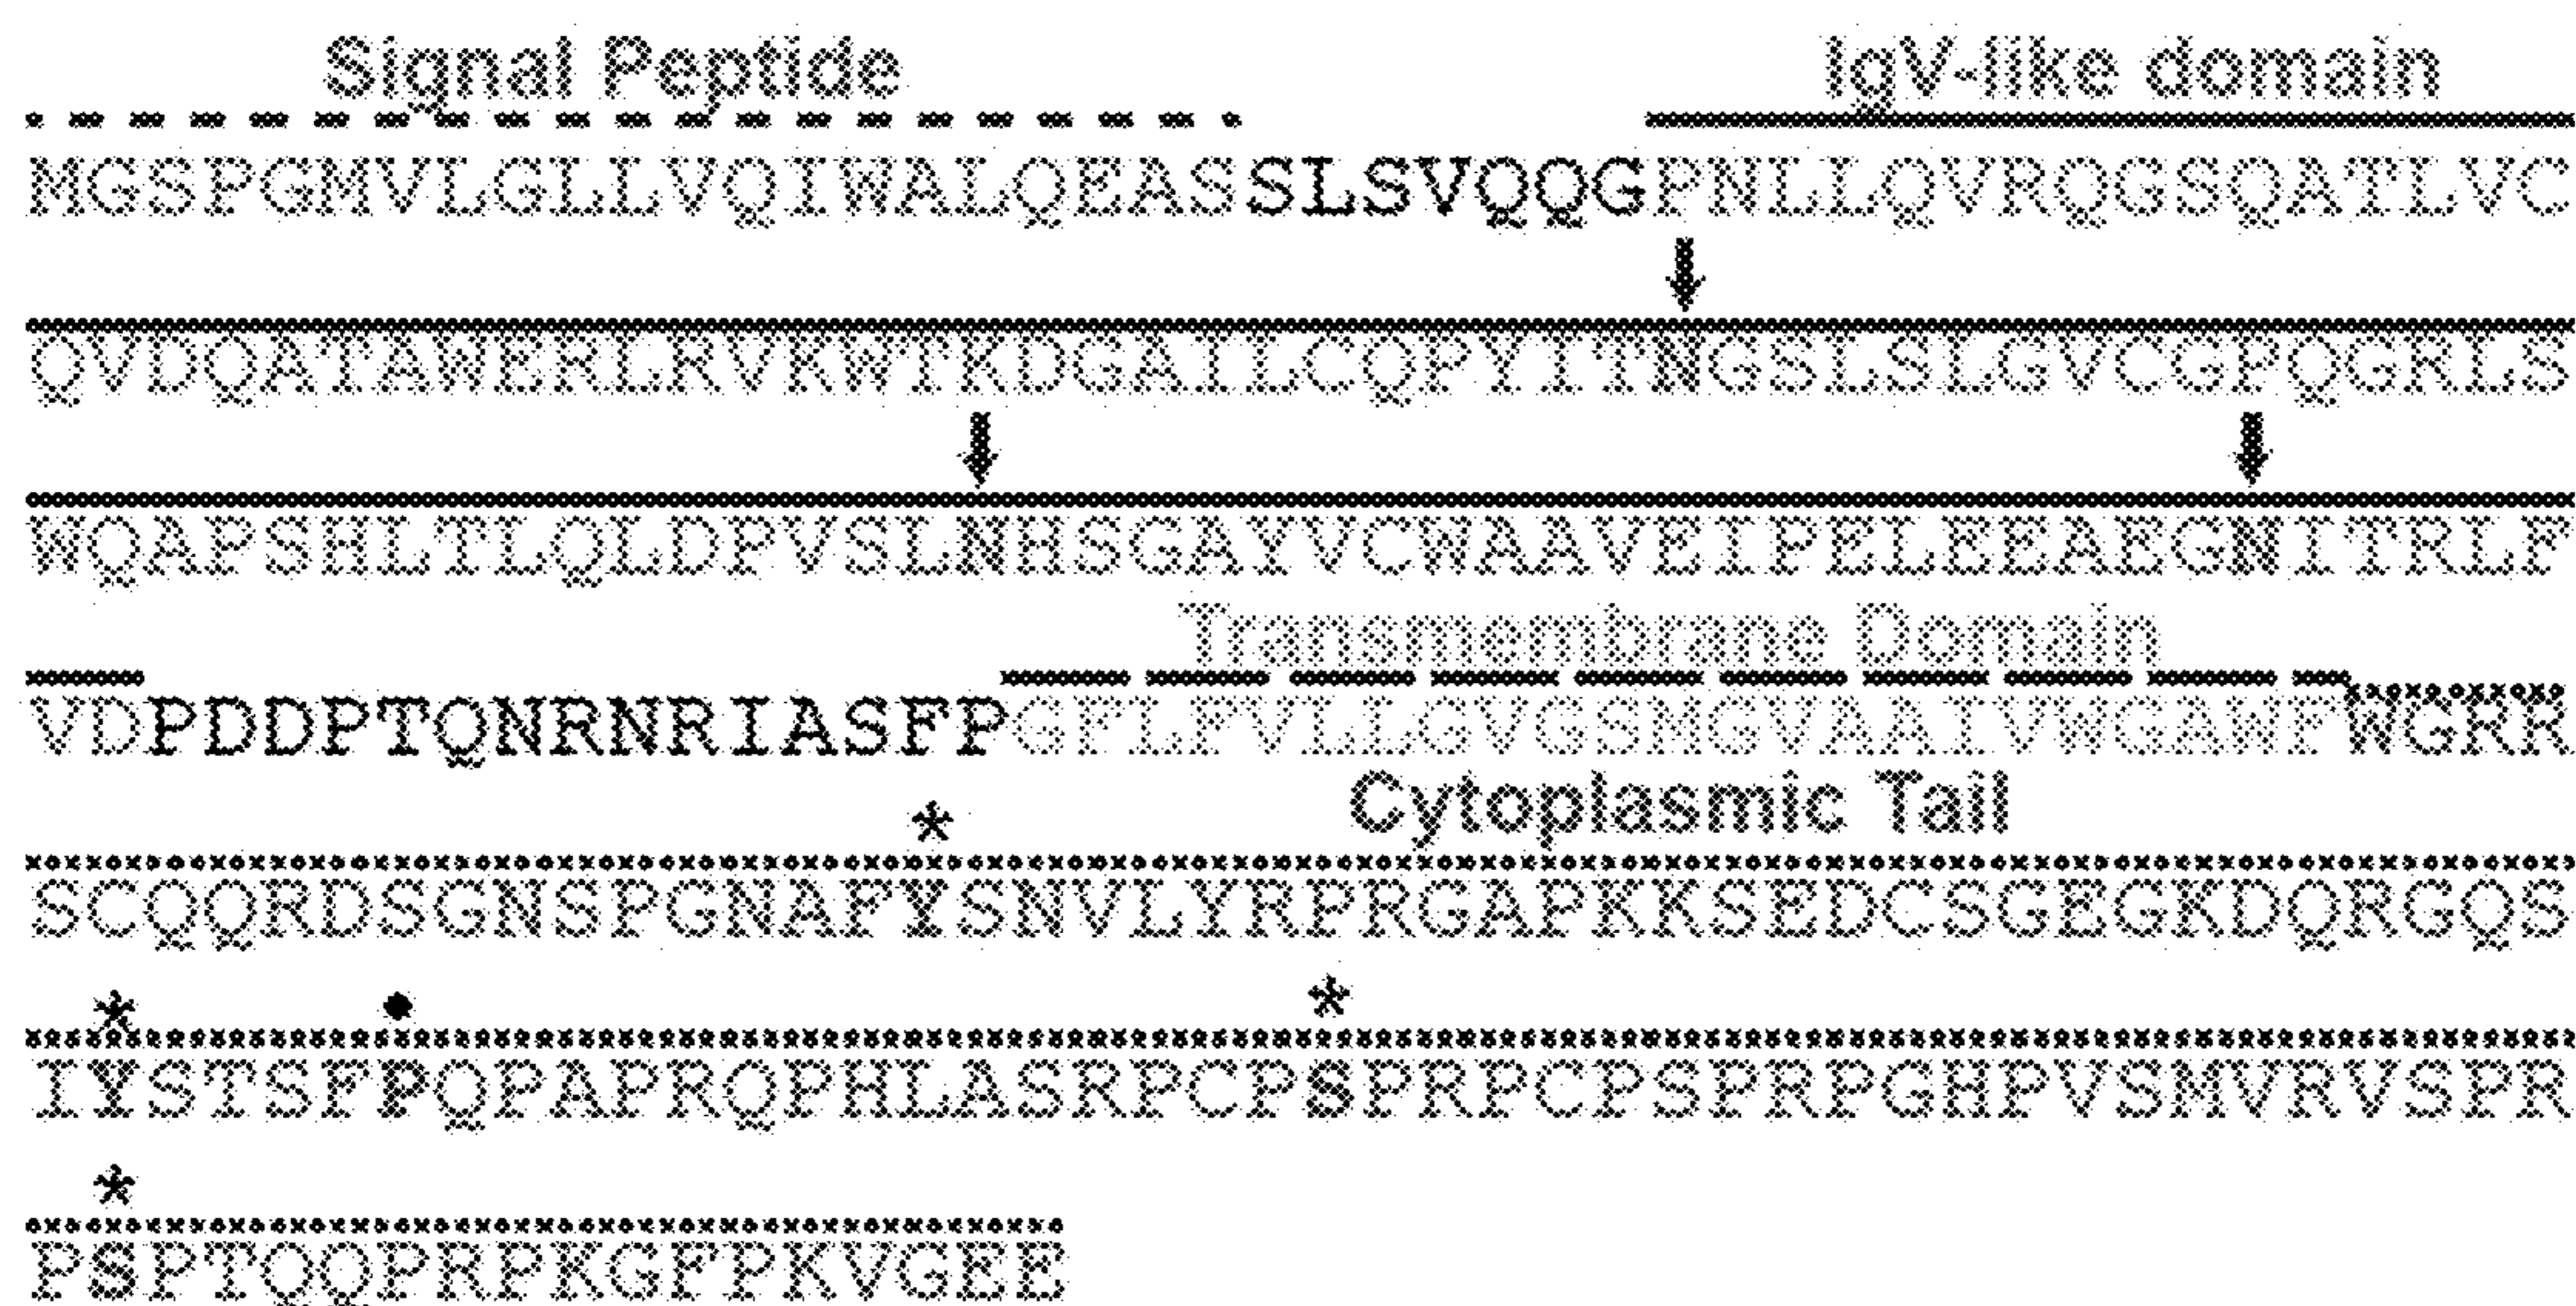 Signal Peptide IgV-like domain
MGSPGMVLGLLVQIWALQEASSLSVQQGPNLLQVRQGSQATLVC
QVDQATAWERLRVKWTKDGAILCQPYITNGSLSLGVCGPQGRLS
WQAPSHLTLQLDPVSLNHSGAYVCWAAVEIPELEEAEGNITRLF
Transmembrane Domain
VDPDDPTQNRNRIASFPGFLFVLLGVGSMGVAAIVWGAWFWGRR
Cytoplasmic Tail
SCQQRDSGNSPGNAFYSNVLYRPRGAPKKSEDCSGEGKDQRGQS
IYSTSFPQPAPRQPHLASRPCPSPRPCPSPRPGHPVSMVRVSPR
PSPTQQPRPKGFPKVGEE